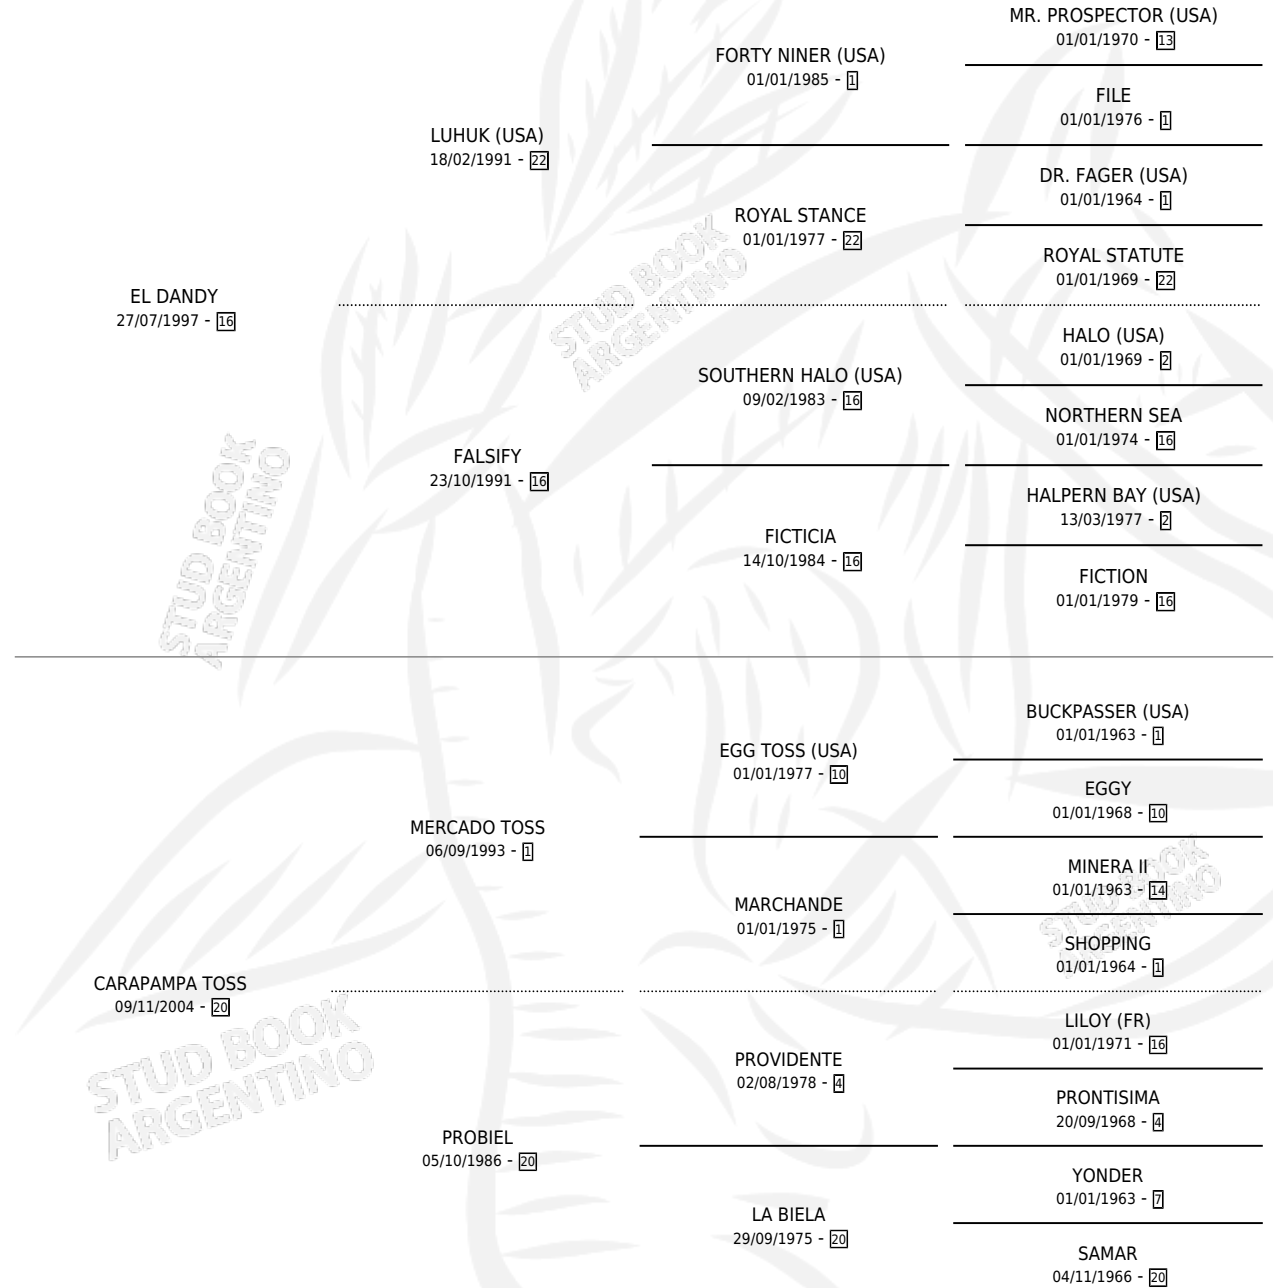 MR. PROSPECTOR (USA)
01/01/1970 - 13
FORTY NINER (USA)
01/01/1985 - 1
FILE
01/01/1976 - 1
LUHUK (USA)
18/02/1991 - 22
DR. FAGER (USA)
01/01/1964 - 1
ROYAL STANCE
01/01/1977 - 22
ROYAL STATUTE
01/01/1969 - 22
EL DANDY
27/07/1997 - 16
STUD BOOK
ARGENTINO
HALO (USA)
01/01/1969 - 2
SOUTHERN HALO (USA)
09/02/1983 - 16
NORTHERN SEA
01/01/1974 - 16
FALSIFY
23/10/1991 - 16
HALPERN BAY (USA)
13/03/1977 - 2
FICTICIA
14/10/1984 - 16
FICTION
01/01/1979 - 16
STUD BOOK
ARGENTINO
BUCKPASSER (USA)
01/01/1963 - 1
EGG TOSS (USA)
01/01/1977 - 10
EGGY
01/01/1968 - 10
MERCADO TOSS
06/09/1993 - 1
MINERA II
01/01/1963 - 14
MARCHANDE
01/01/1975 - 1
SHOPPING
01/01/1964 - 1
STUD BOOK
ARGENTINO
CARAPAMPA TOSS
09/11/2004 - 20
LILOY (FR)
01/01/1971 - 16
PROVIDENTE
02/08/1978 - 4
PRONTISIMA
20/09/1968 - 4
STUD BOOK
ARGENTINO
PROBIEL
05/10/1986 - 20
YONDER
01/01/1963 - 7
LA BIELA
29/09/1975 - 20
SAMAR
04/11/1966 - 20